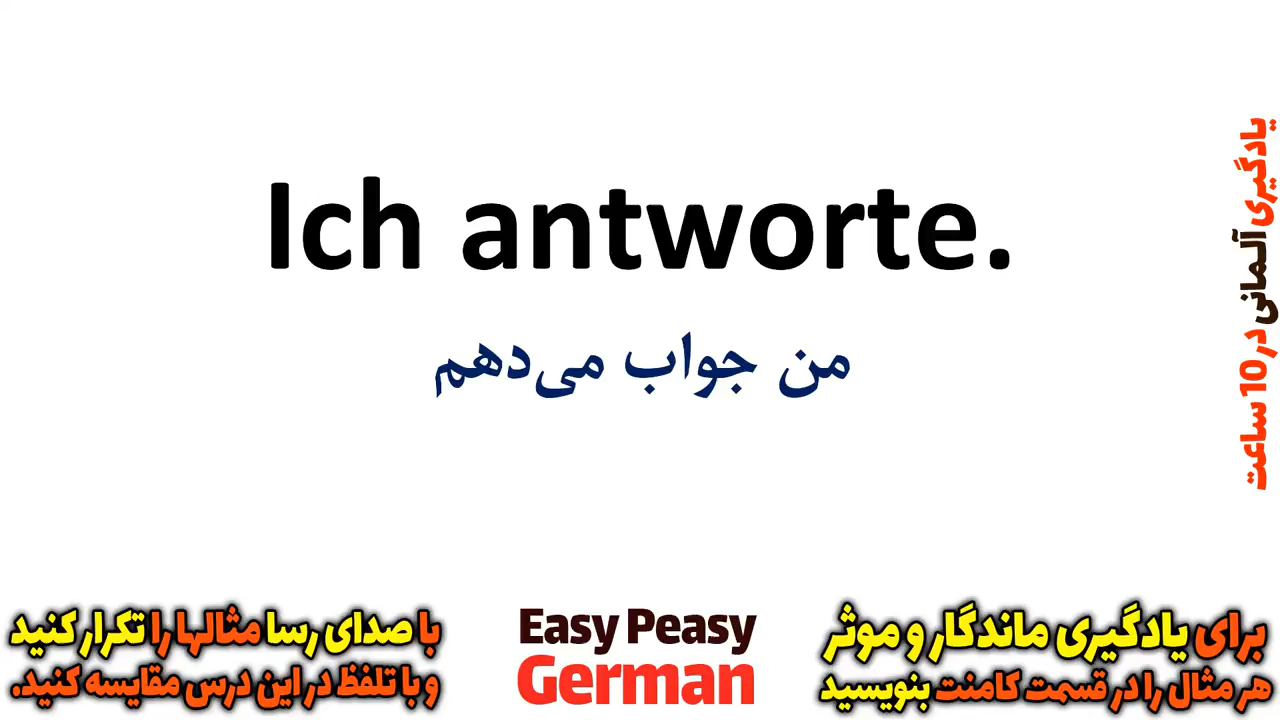 Ich antworte.
من جواب می‌دهم
یادگیری آلمانی در 10 ساعت
برای یادگیری ماندگار و موثر
هر مثال را در قسمت کامنت بنویسید
Easy Peasy
German
با صدای رسا مثالها را تکرار کنید
و با تلفظ در این درس مقایسه کنید.